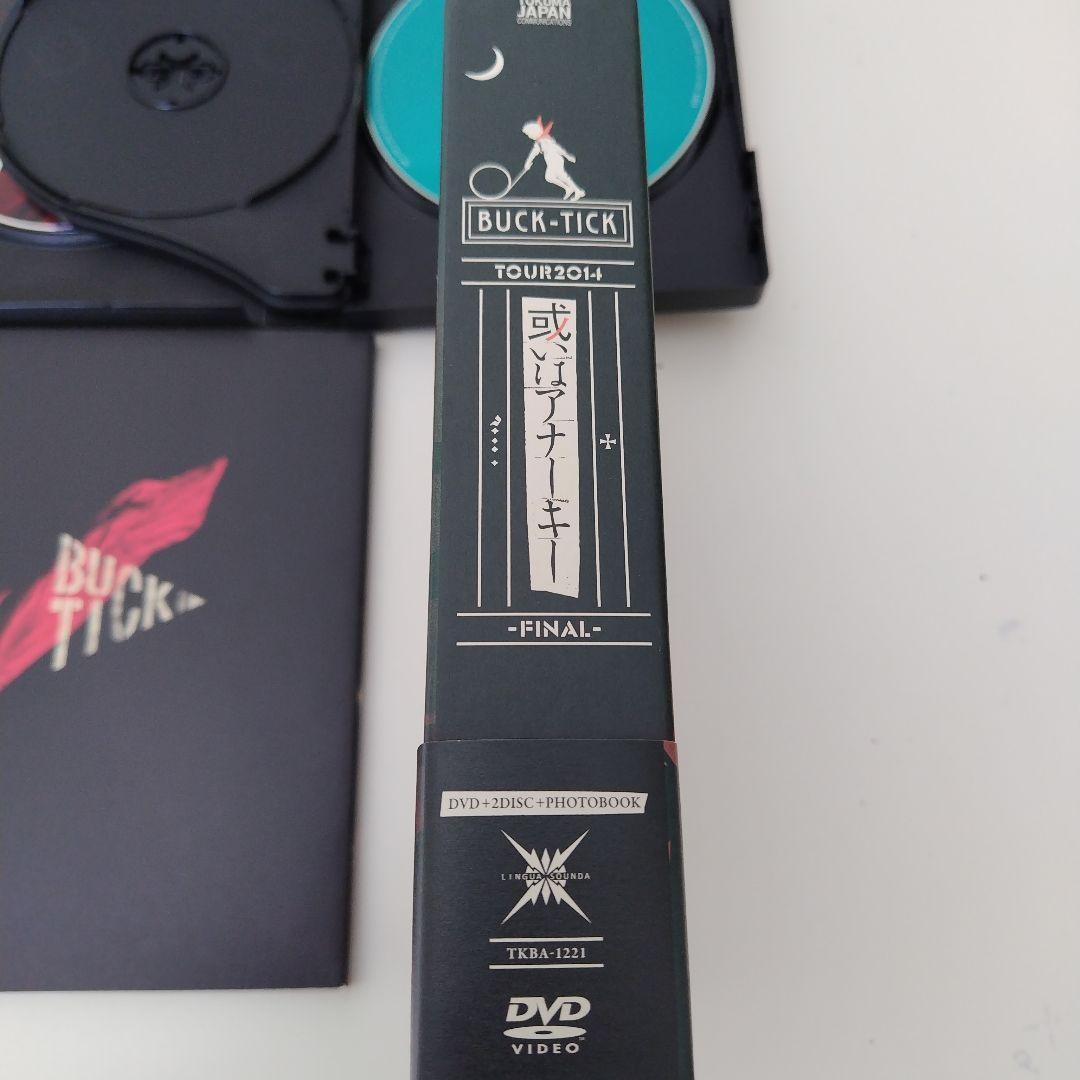 TOKUMA
JAPAN
COMMUNICATIONS
BUCK-TICK
TOUR2014
或いはアナーキー
-FINAL-
DVD+2DISC+PHOTOBOOK
LINGUA SOUNDA
TKBA-1221
DVD
VIDEO
BUCK
TICK